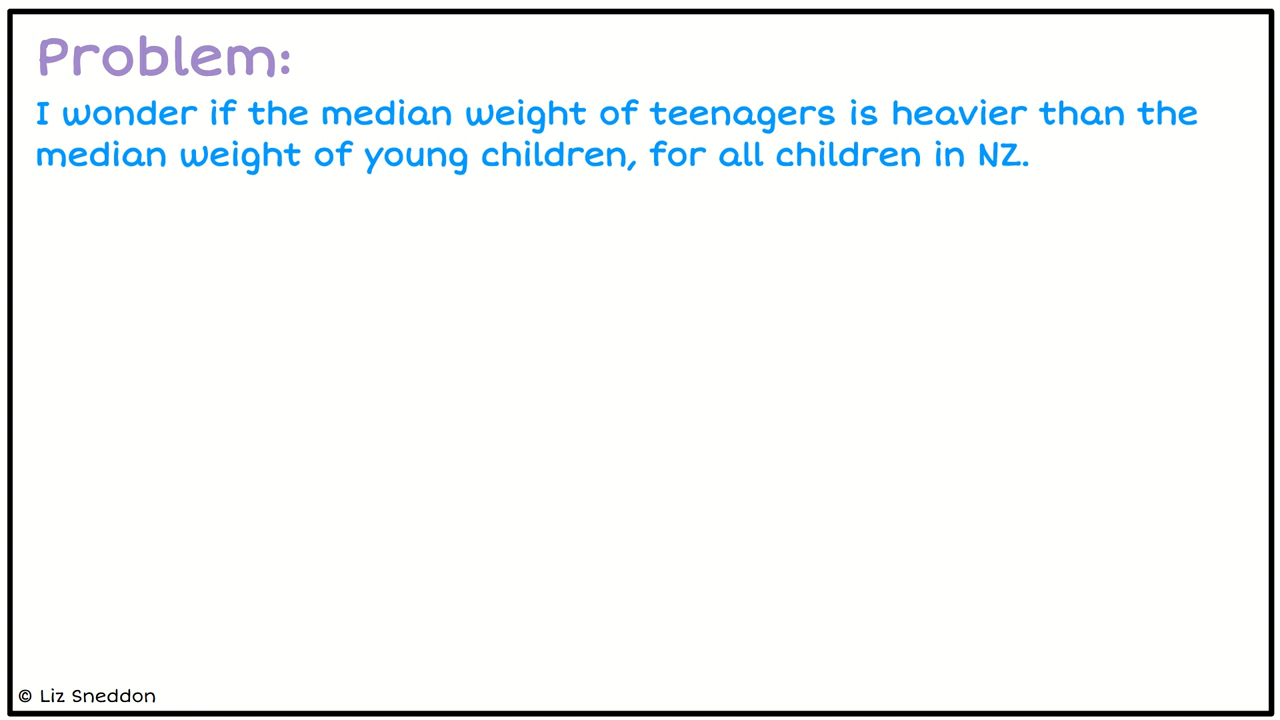 Problem:
I wonder if the median weight of teenagers is heavier than the
median weight of young children, for all children in NZ.
© Liz Sneddon